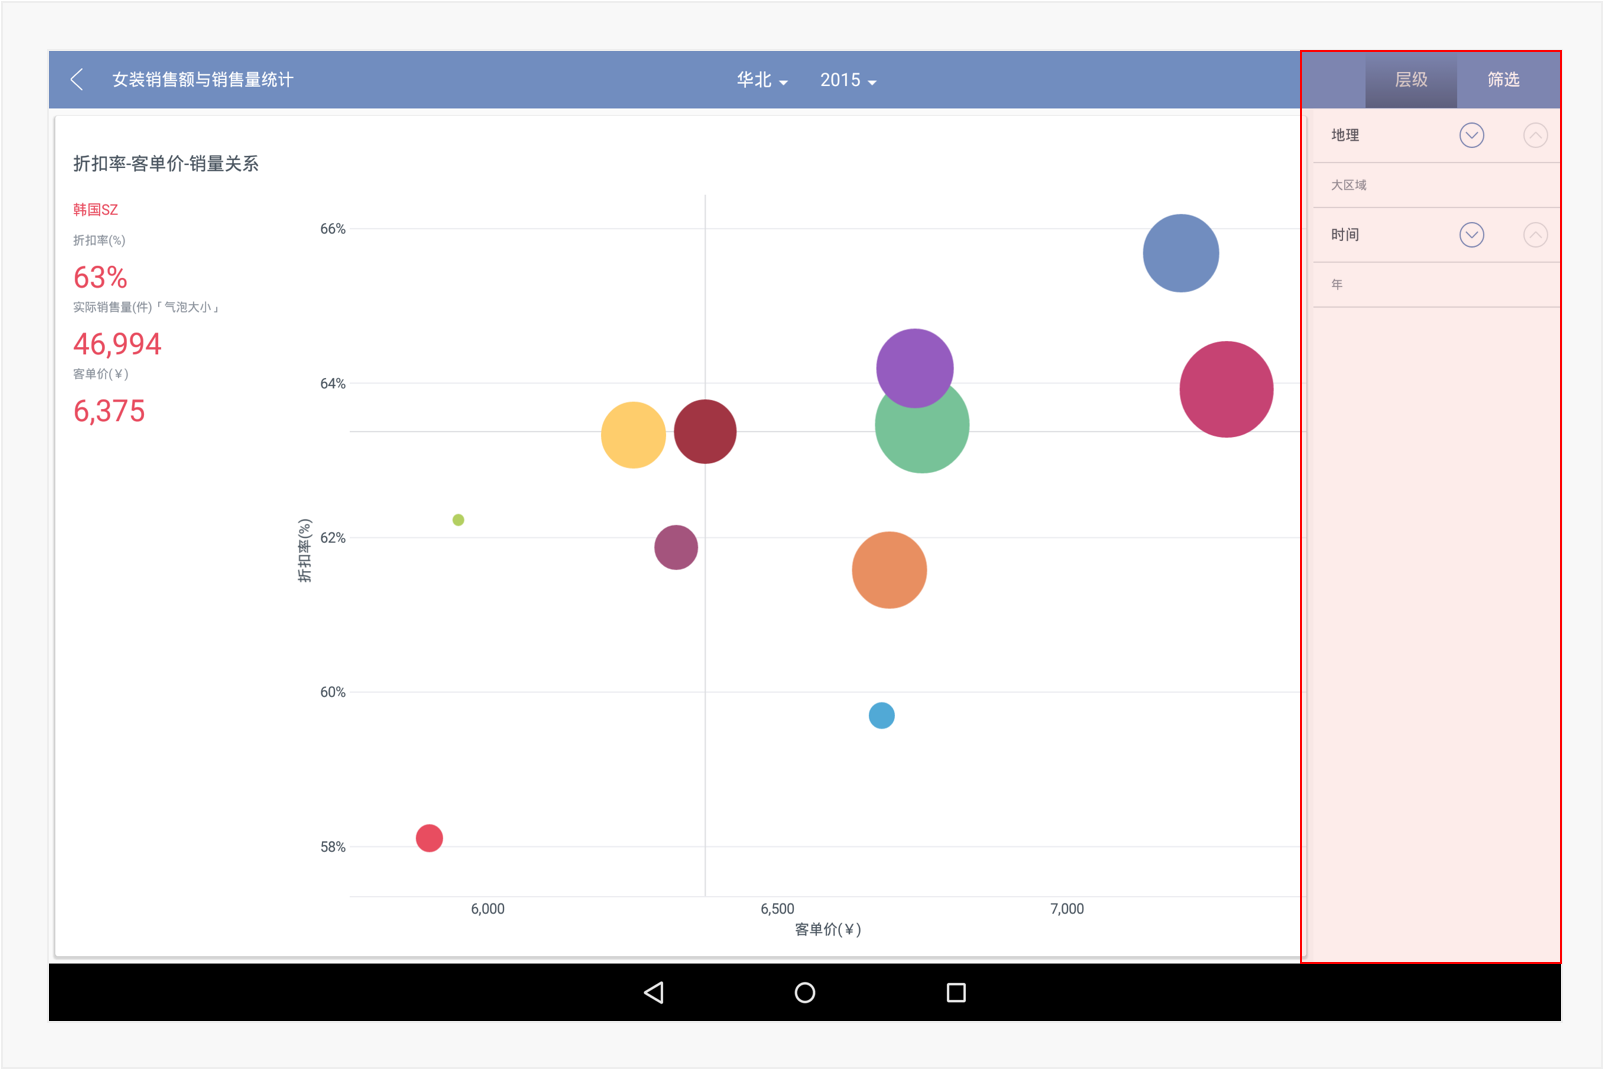 女装销售额与销售量统计
华北
2015
层级
筛选
折扣率-客单价-销量关系
韩国SZ
折扣率(%)
63%
实际销售量(件)「气泡大小」
46,994
客单价(¥)
6,375
66%
64%
62%
60%
58%
折扣率(%)
6,000
6,500
7,000
客单价(¥)
地理
大区域
时间
年